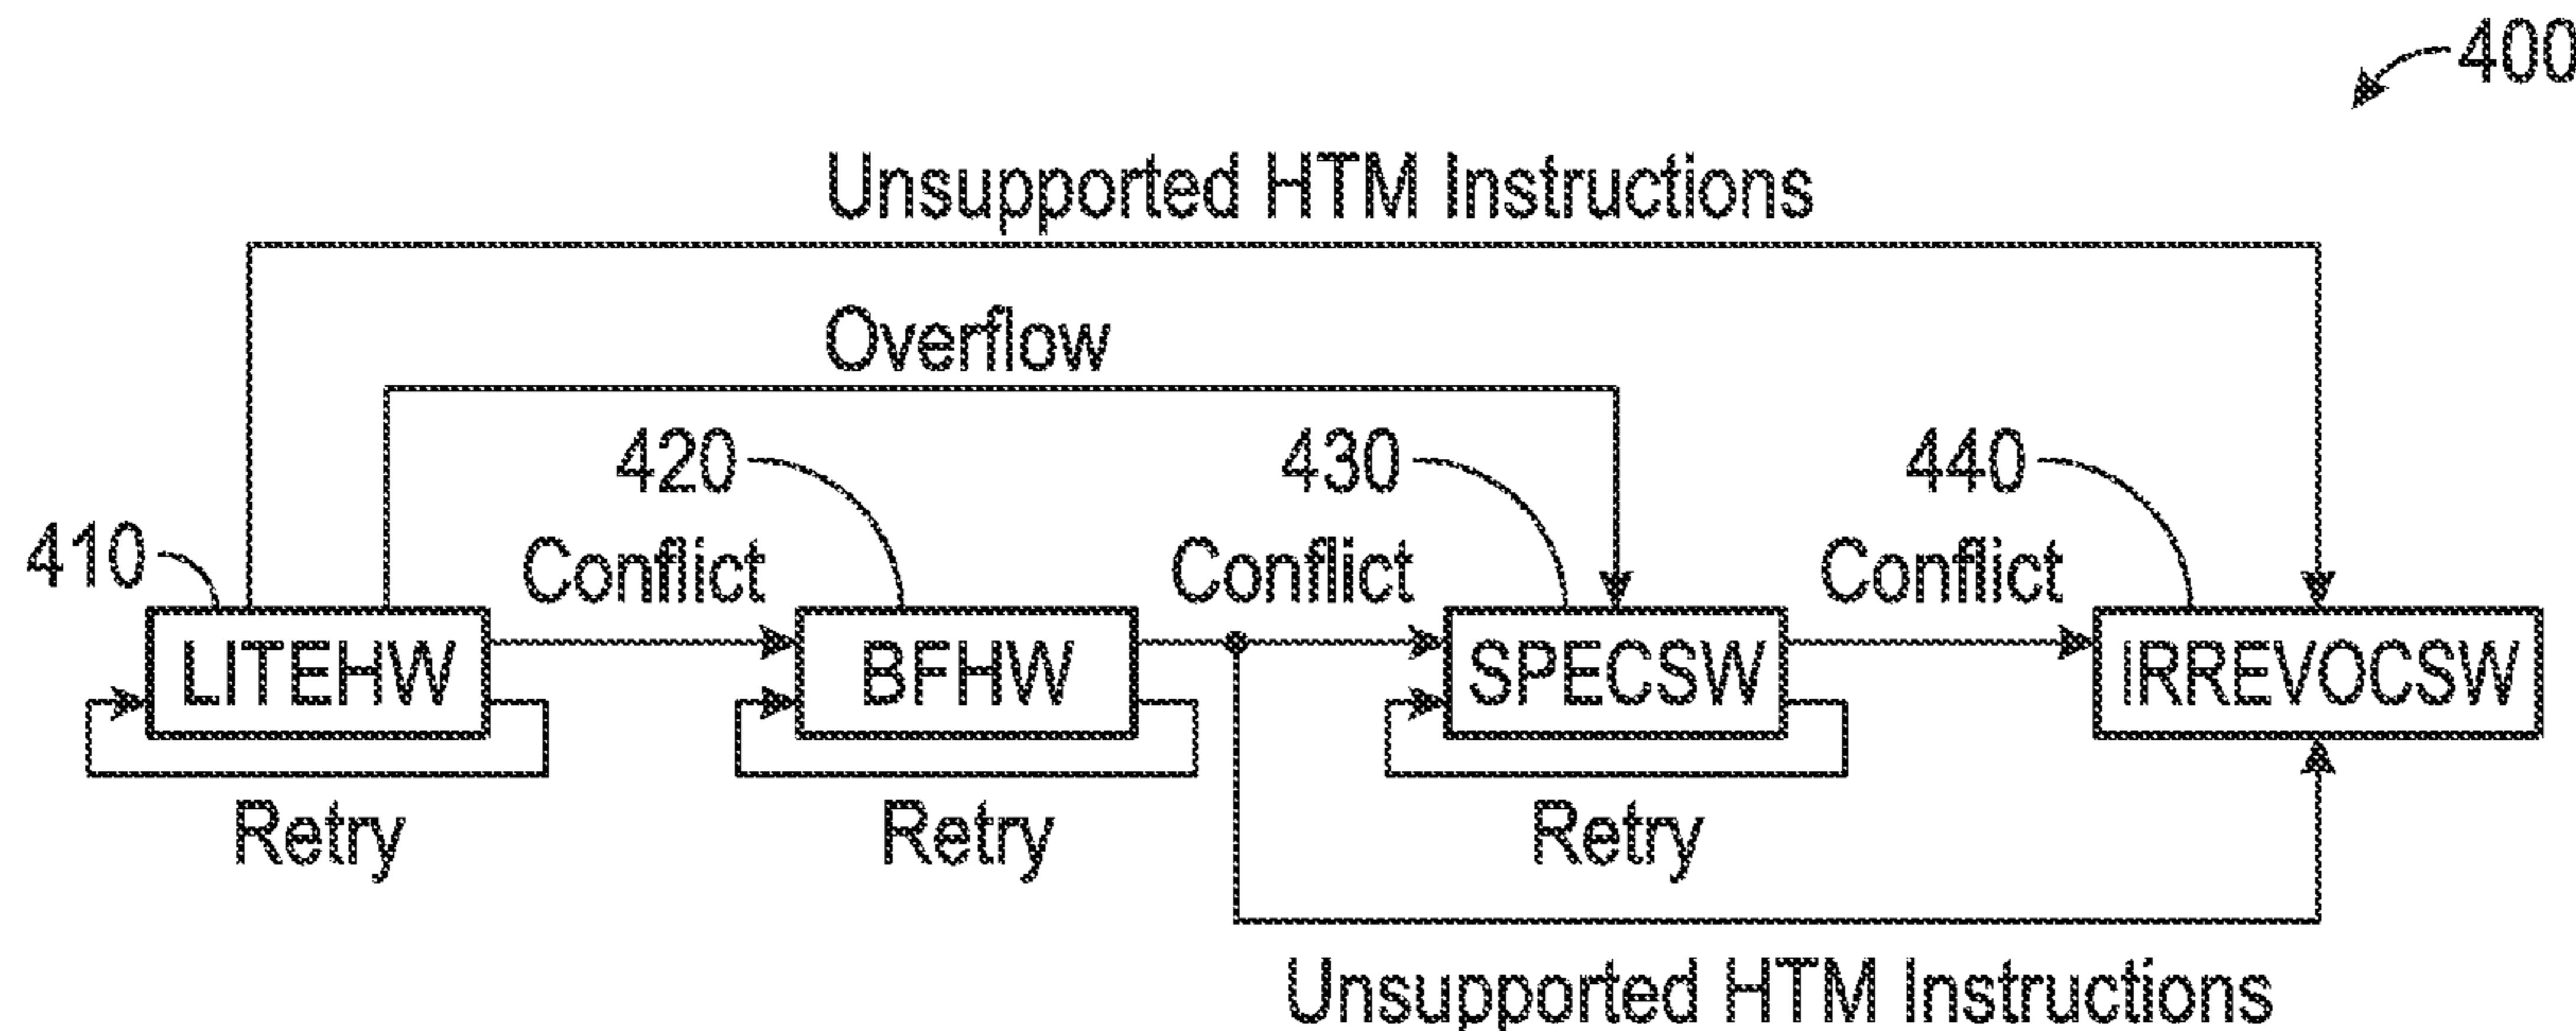 400
Unsupported HTM Instructions
Overflow
420
430
440
410
Conflict
Conflict
Conflict
LITEHW
BFHW
SPECSW
IRREVOCSW
Retry
Retry
Retry
Unsupported HTM Instructions